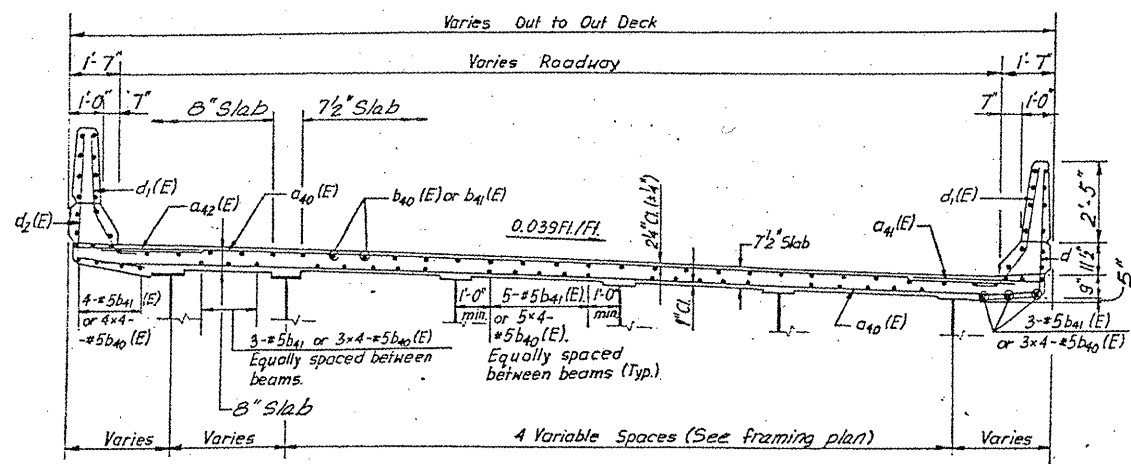 Varies Out to Out Deck
1'-7"
Varies Roadway
1'-7"
1'-0" 7"
8" Slab
7½" Slab
7" 1'-0"
d₁(E)
a₄₂(E)
a₄₀(E)
b₄₀(E) or b₄₁(E)
d₂(E)
0.039Ft./Ft.
2¼"Cl.(±¼")
7½"Slab
a₄₁(E)
d₁(E)
2'-5"
d
11½"
9"
5"
1"Cl.
4-#5b₄₁(E)
or 4×4-
-#5b₄₀(E)
3-#5b₄₁ or 3×4-#5b₄₀(E)
Equally spaced between
beams.
8" Slab
1'-0"
min.
5-#5b₄₁(E)
or 5×4-
#5b₄₀(E).
Equally spaced
between beams (Typ.)
1'-0"
min.
a₄₀(E)
3-#5b₄₁(E)
or 3×4-#5b₄₀(E)
Varies
Varies
4 Variable Spaces (See framing plan)
Varies